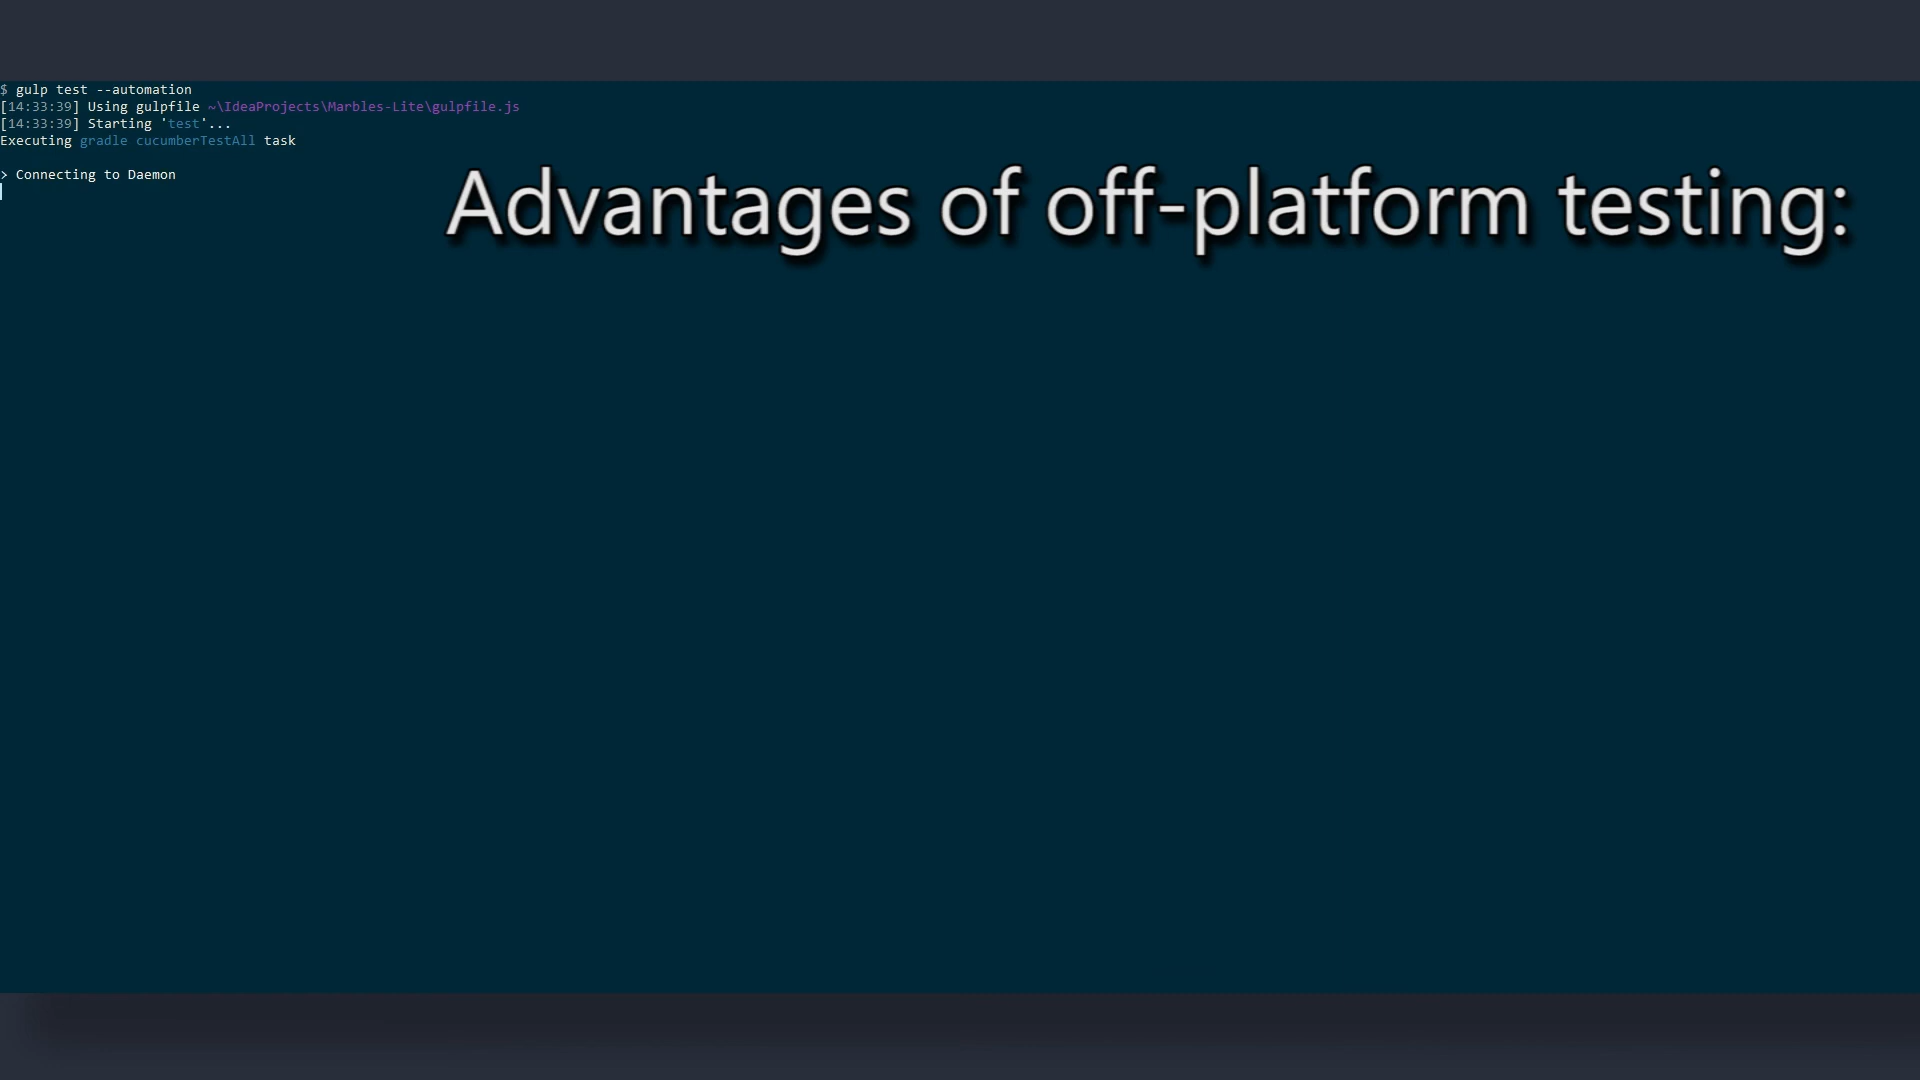 $ gulp test --automation
[14:33:39] Using gulpfile ~\IdeaProjects\Marbles-Lite\gulpfile.js
[14:33:39] Starting 'test'...
Executing gradle cucumberTestAll task
> Connecting to Daemon
Advantages of off-platform testing: